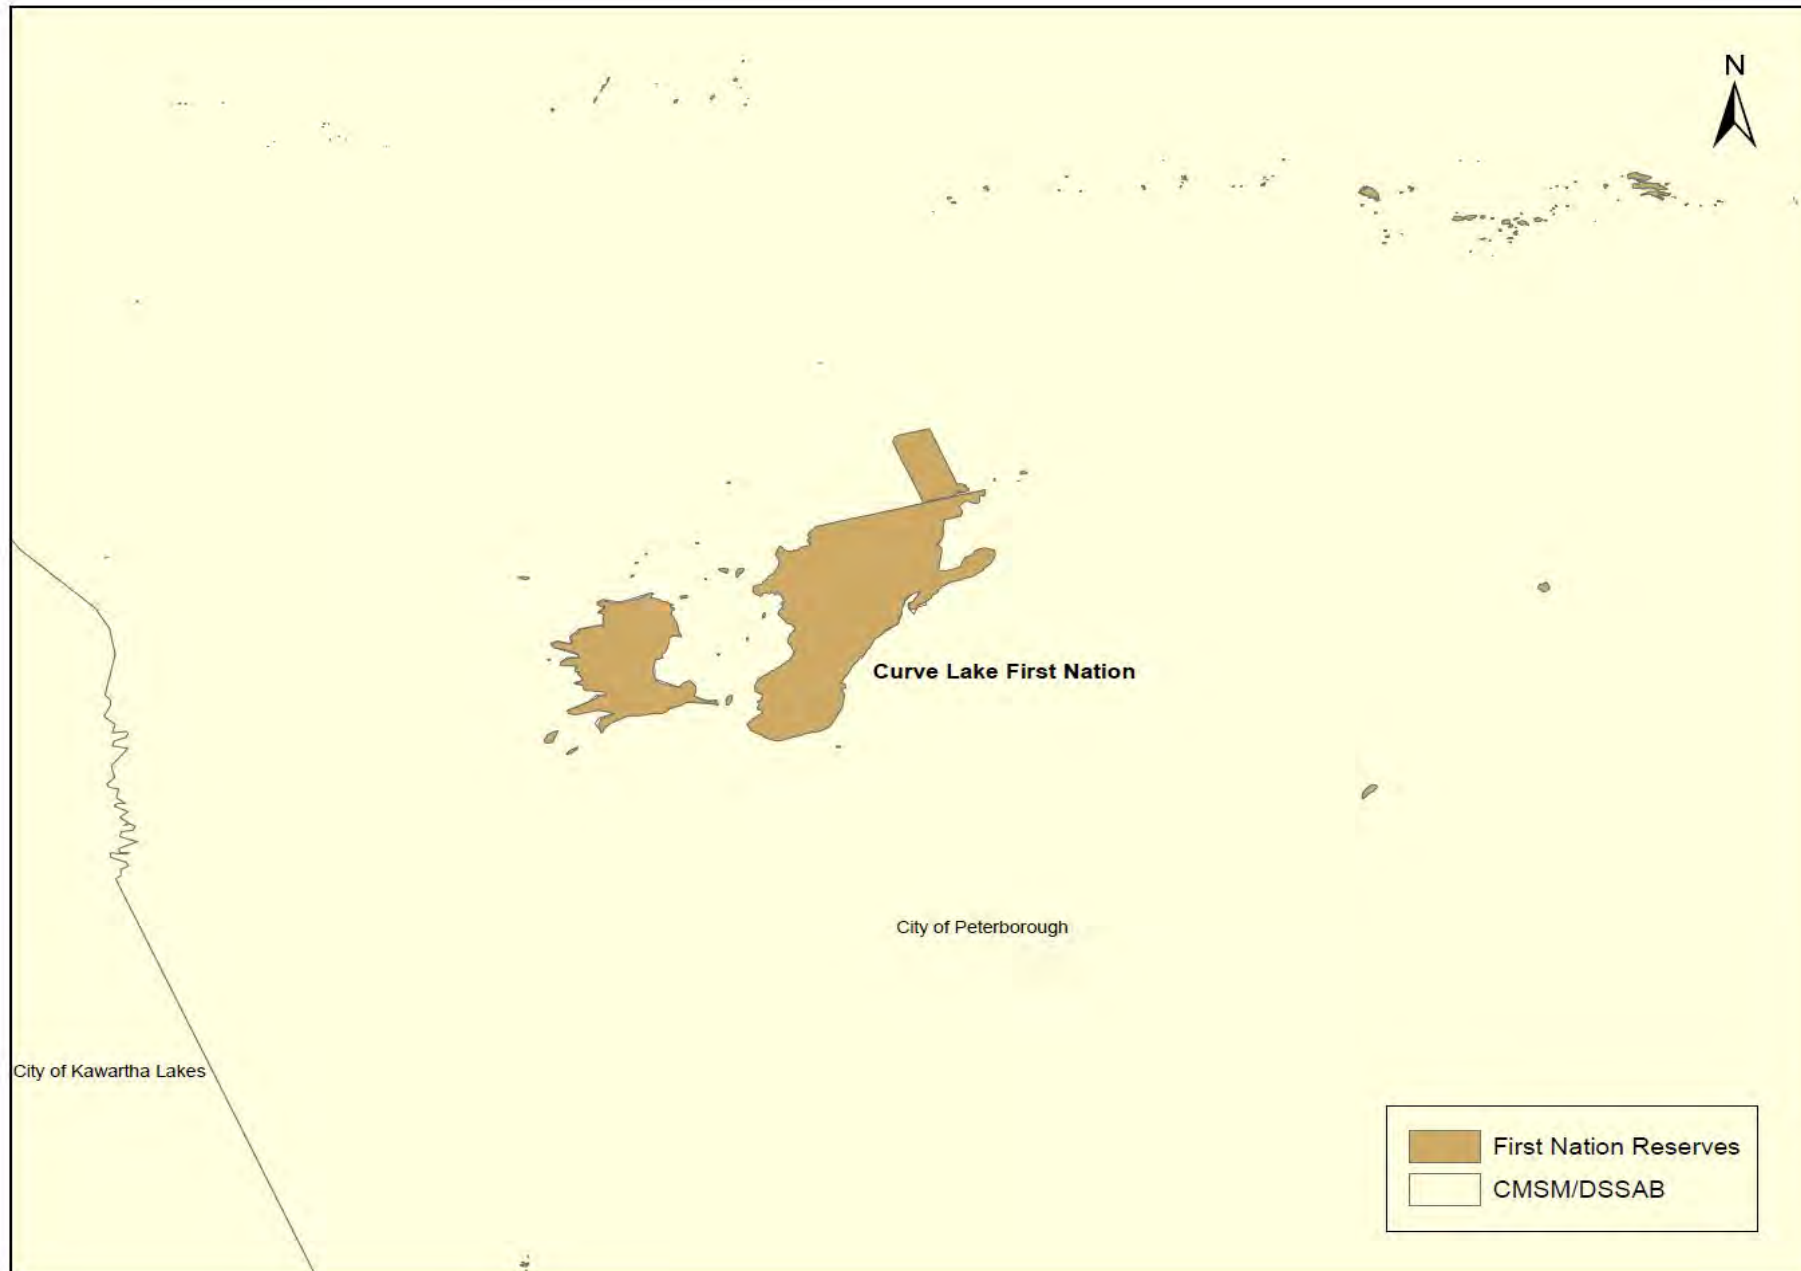 N
Curve Lake First Nation
City of Peterborough
City of Kawartha Lakes
First Nation Reserves
CMSM/DSSAB